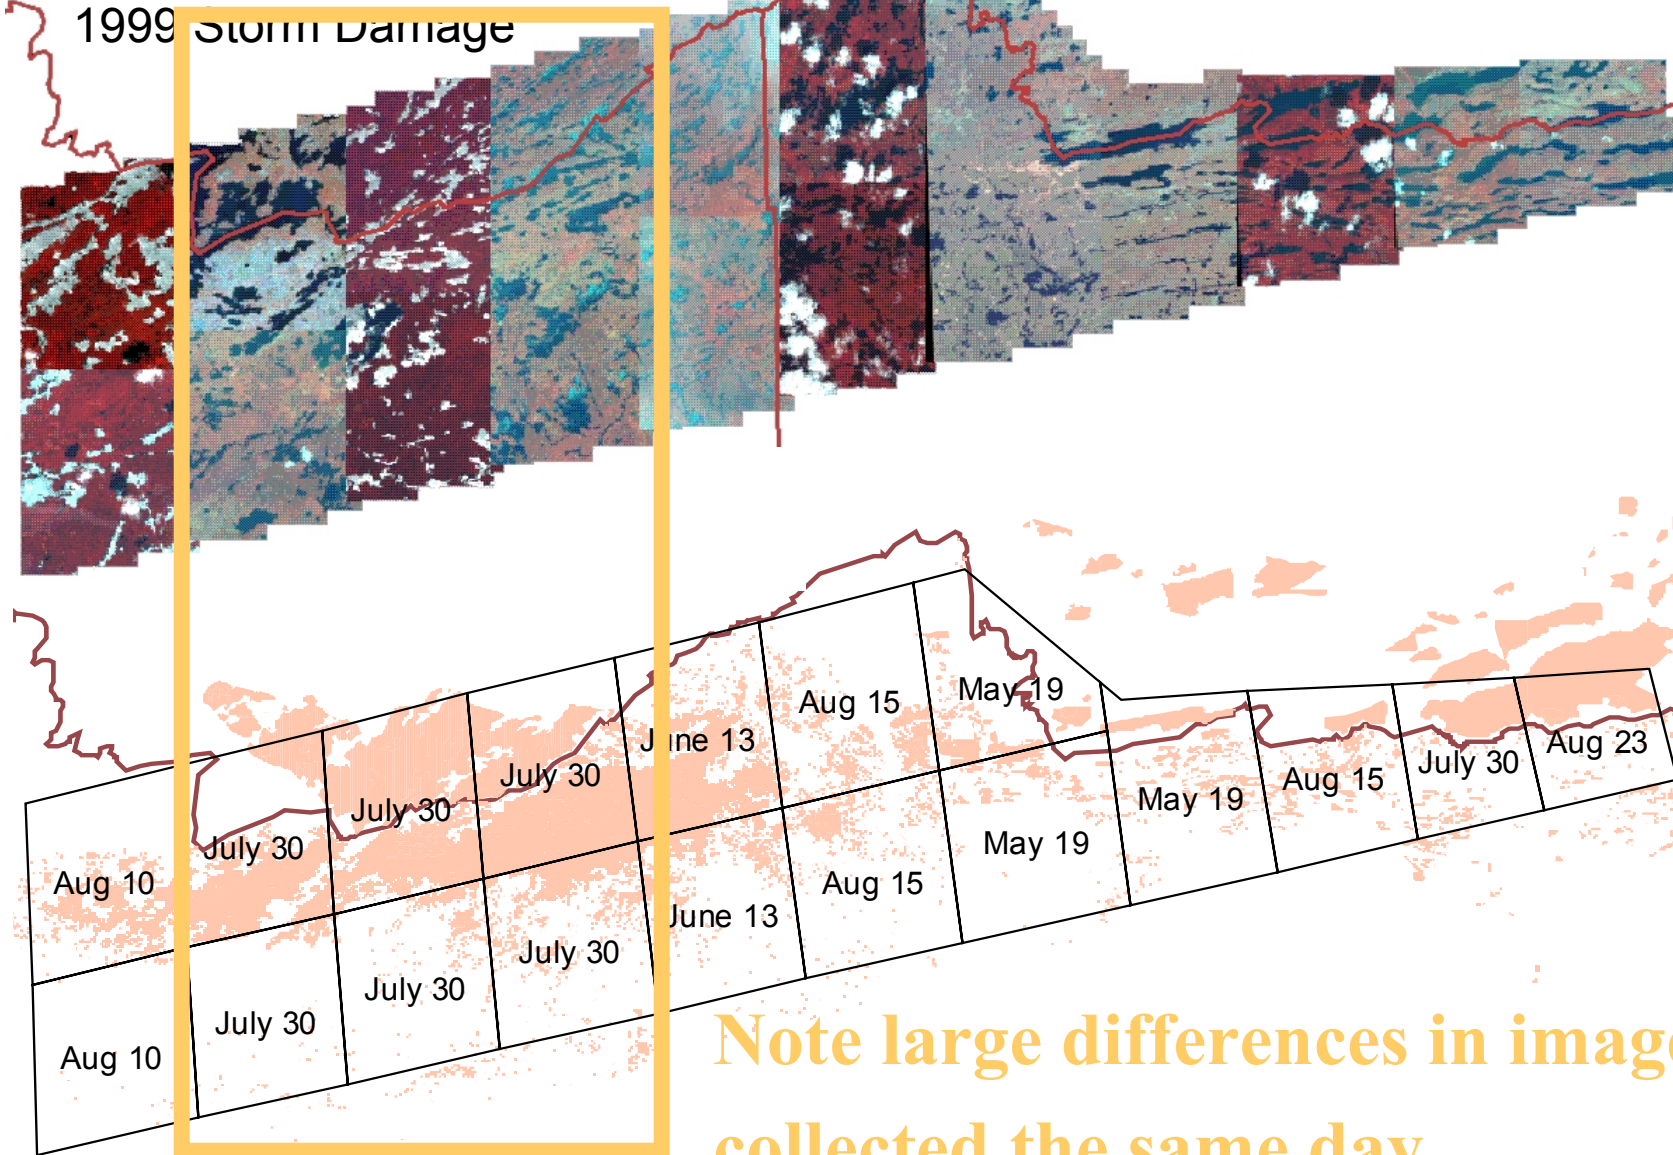 1999 Storm Damage
May 19
Aug 15
June 13
Aug 23
July 30
July 30
Aug 15
May 19
July 30
July 30
May 19
Aug 10
Aug 15
June 13
July 30
July 30
July 30
Aug 10
Note large differences in image
collected the same day